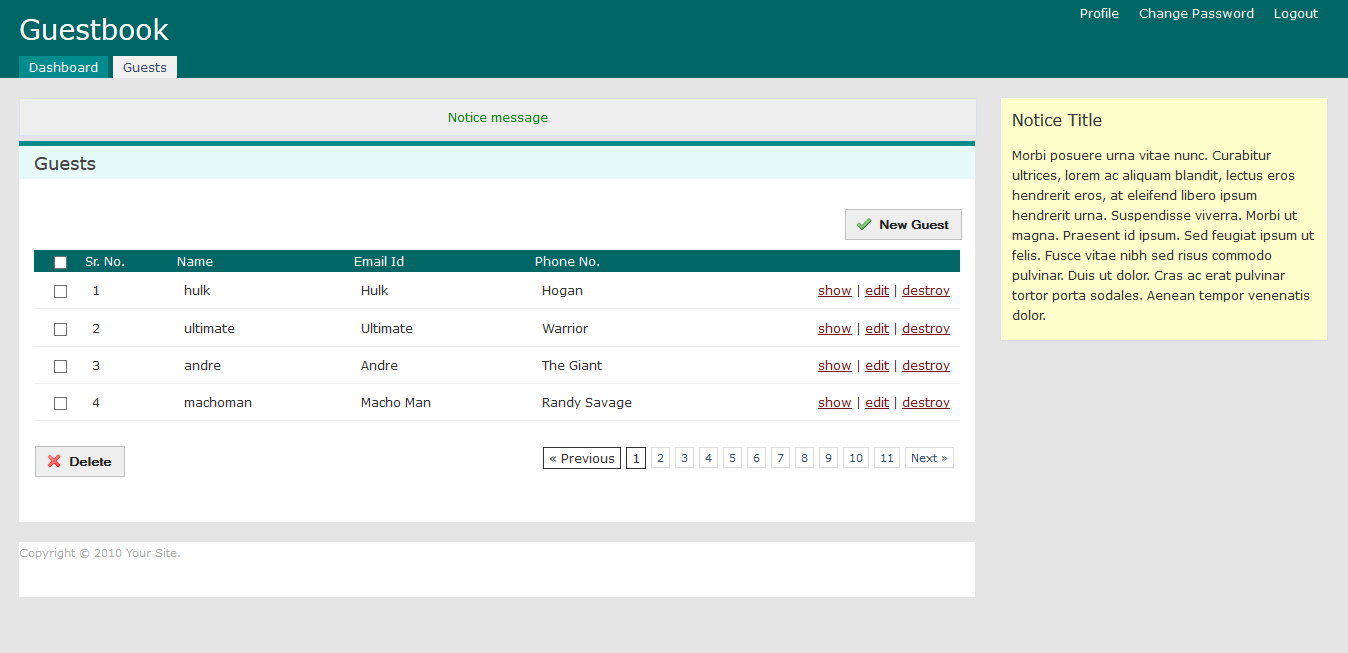 Guestbook
Profile Change Password Logout
Dashboard Guests
Notice message
Guests
New Guest
Sr. No. Name Email Id Phone No.
1 hulk Hulk Hogan show | edit | destroy
2 ultimate Ultimate Warrior show | edit | destroy
3 andre Andre The Giant show | edit | destroy
4 machoman Macho Man Randy Savage show | edit | destroy
Delete
« Previous 1 2 3 4 5 6 7 8 9 10 11 Next »
Copyright © 2010 Your Site.
Notice Title
Morbi posuere urna vitae nunc. Curabitur
ultrices, lorem ac aliquam blandit, lectus eros
hendrerit eros, at eleifend libero ipsum
hendrerit urna. Suspendisse viverra. Morbi ut
magna. Praesent id ipsum. Sed feugiat ipsum ut
felis. Fusce vitae nibh sed risus commodo
pulvinar. Duis ut dolor. Cras ac erat pulvinar
tortor porta sodales. Aenean tempor venenatis
dolor.